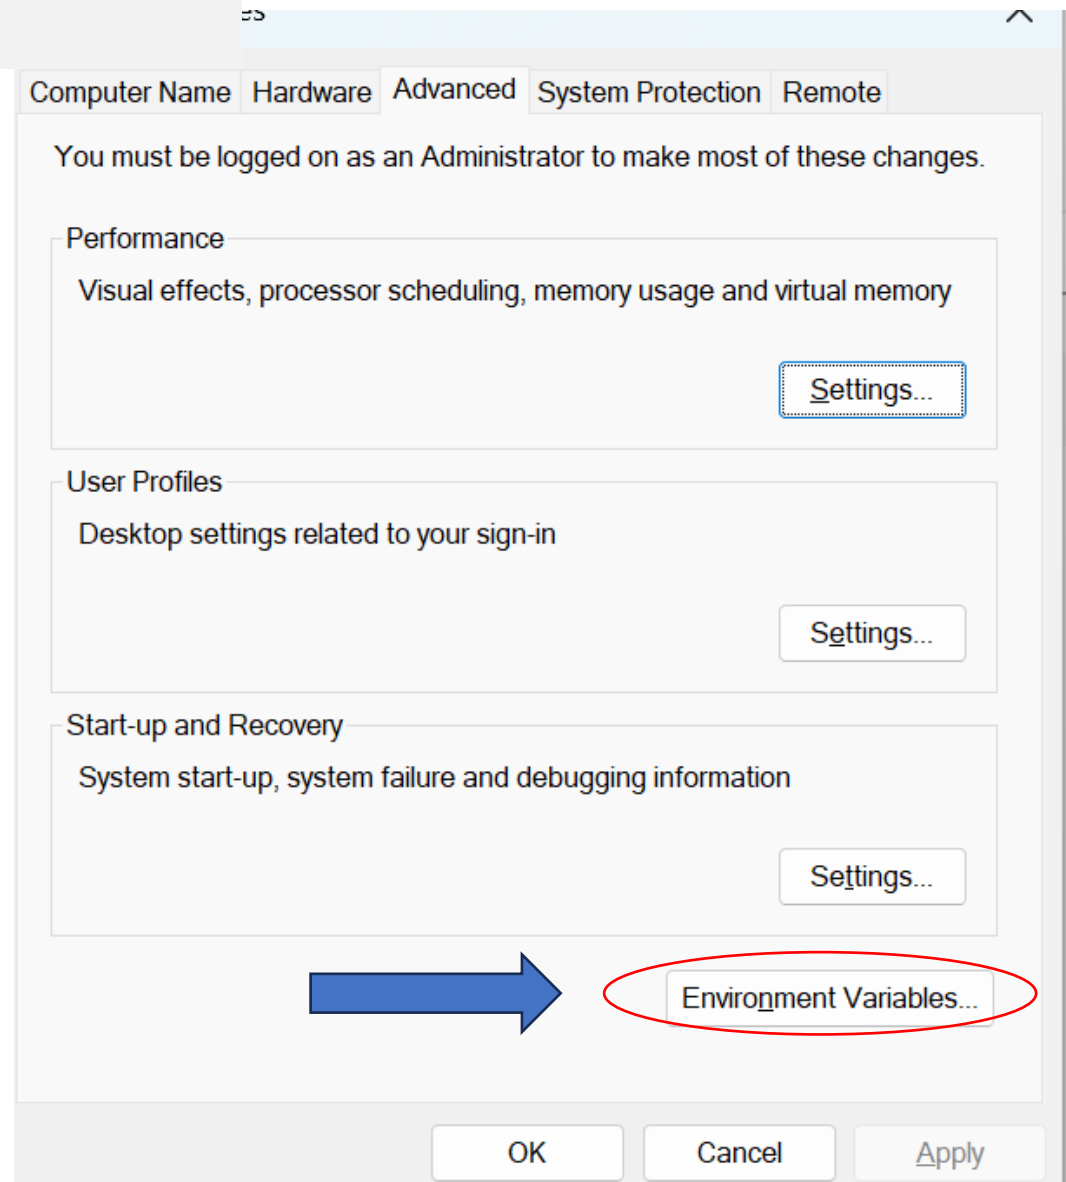 es
Computer Name Hardware Advanced System Protection Remote
You must be logged on as an Administrator to make most of these changes.
Performance
Visual effects, processor scheduling, memory usage and virtual memory
Settings...
User Profiles
Desktop settings related to your sign-in
Settings...
Start-up and Recovery
System start-up, system failure and debugging information
Settings...
Environment Variables...
OK Cancel Apply